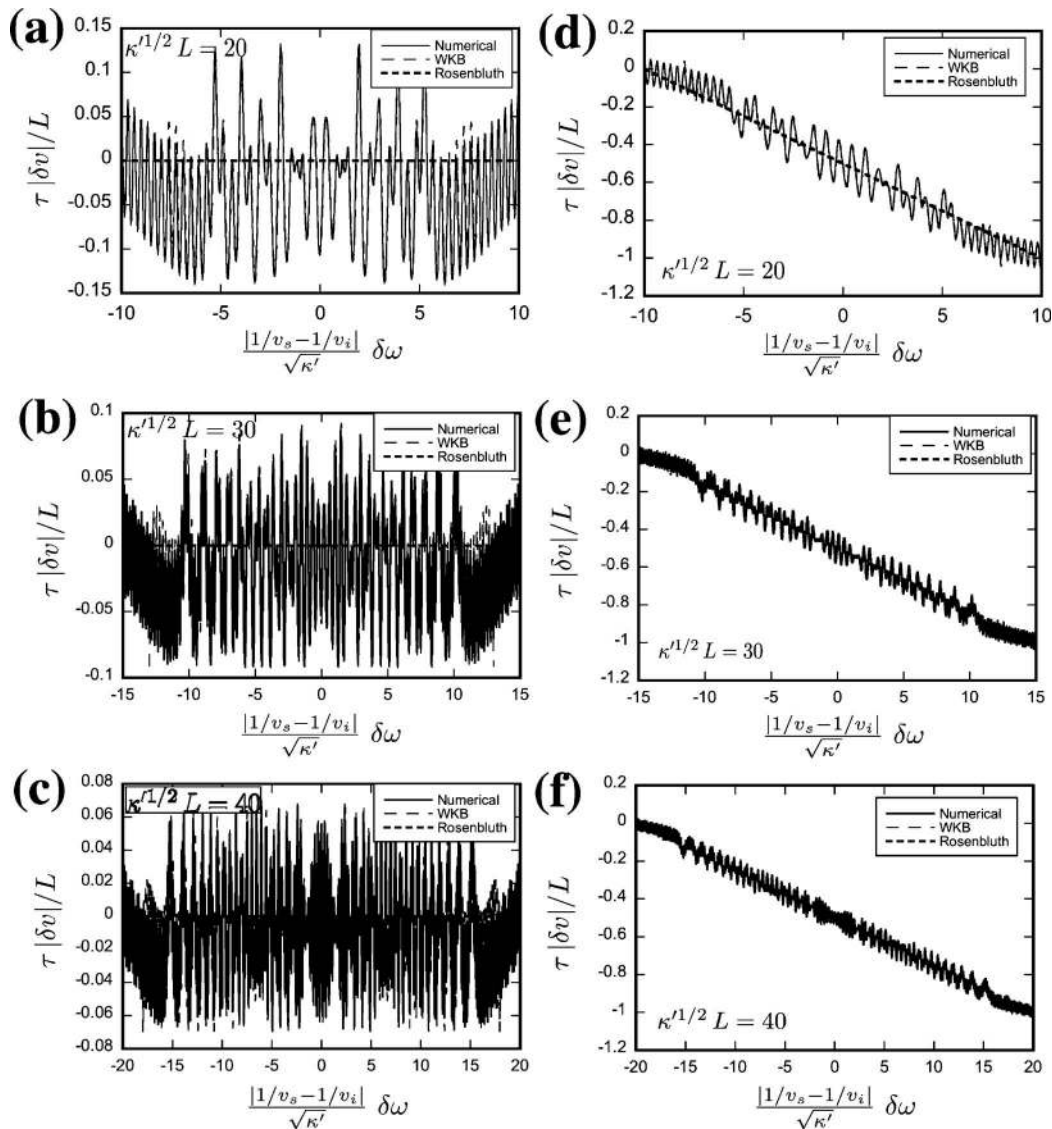 (a)
κ′^{1/2} L = 20
Numerical
WKB
Rosenbluth
0.15
0.1
0.05
0
-0.05
-0.1
-0.15
τ |δv|/L
-10 -5 0 5 10
|1/v_s−1/v_i| / √κ′ δω
(d)
Numerical
WKB
Rosenbluth
0.2
0
-0.2
-0.4
-0.6
-0.8
-1
-1.2
τ |δv|/L
κ′^{1/2} L = 20
-10 -5 0 5 10
|1/v_s−1/v_i| / √κ′ δω
(b)
κ′^{1/2} L = 30
Numerical
WKB
Rosenbluth
0.1
0.05
0
-0.05
-0.1
τ |δv|/L
-15 -10 -5 0 5 10 15
|1/v_s−1/v_i| / √κ′ δω
(e)
Numerical
WKB
Rosenbluth
0.2
0
-0.2
-0.4
-0.6
-0.8
-1
-1.2
τ |δv|/L
κ′^{1/2} L = 30
-15 -10 -5 0 5 10 15
|1/v_s−1/v_i| / √κ′ δω
(c)
κ′^{1/2} L = 40
Numerical
WKB
Rosenbluth
0.08
0.06
0.04
0.02
0
-0.02
-0.04
-0.06
-0.08
τ |δv|/L
-20 -15 -10 -5 0 5 10 15 20
|1/v_s−1/v_i| / √κ′ δω
(f)
Numerical
WKB
Rosenbluth
0.2
0
-0.2
-0.4
-0.6
-0.8
-1
-1.2
τ |δv|/L
κ′^{1/2} L = 40
-20 -15 -10 -5 0 5 10 15 20
|1/v_s−1/v_i| / √κ′ δω